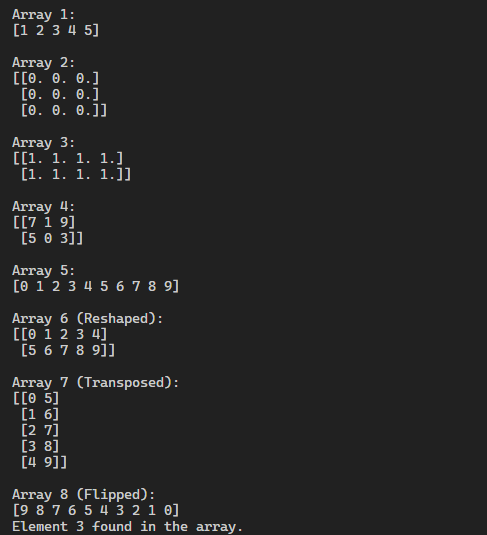 Array 1:
[1 2 3 4 5]

Array 2:
[[0. 0. 0.]
 [0. 0. 0.]
 [0. 0. 0.]]

Array 3:
[[1. 1. 1. 1.]
 [1. 1. 1. 1.]]

Array 4:
[[7 1 9]
 [5 0 3]]

Array 5:
[0 1 2 3 4 5 6 7 8 9]

Array 6 (Reshaped):
[[0 1 2 3 4]
 [5 6 7 8 9]]

Array 7 (Transposed):
[[0 5]
 [1 6]
 [2 7]
 [3 8]
 [4 9]]

Array 8 (Flipped):
[9 8 7 6 5 4 3 2 1 0]
Element 3 found in the array.